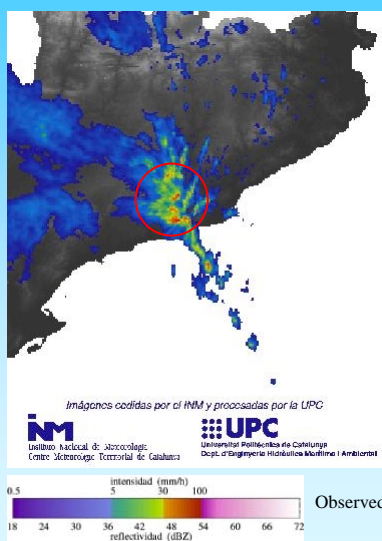 Imágenes cedidas por el INM y procesadas por la UPC
INM
Instituto Nacional de Meteorología
Centre Meteorologic Territorial de Catalunya
UPC
Universitat Politècnica de Catalunya
Dept. d'Enginyeria Hidràulica Marítima i Ambiental
intensidad (mm/h)
0.5 5 30 100
18 24 30 36 42 48 54 60 66 72
reflectividad (dBZ)
Observed